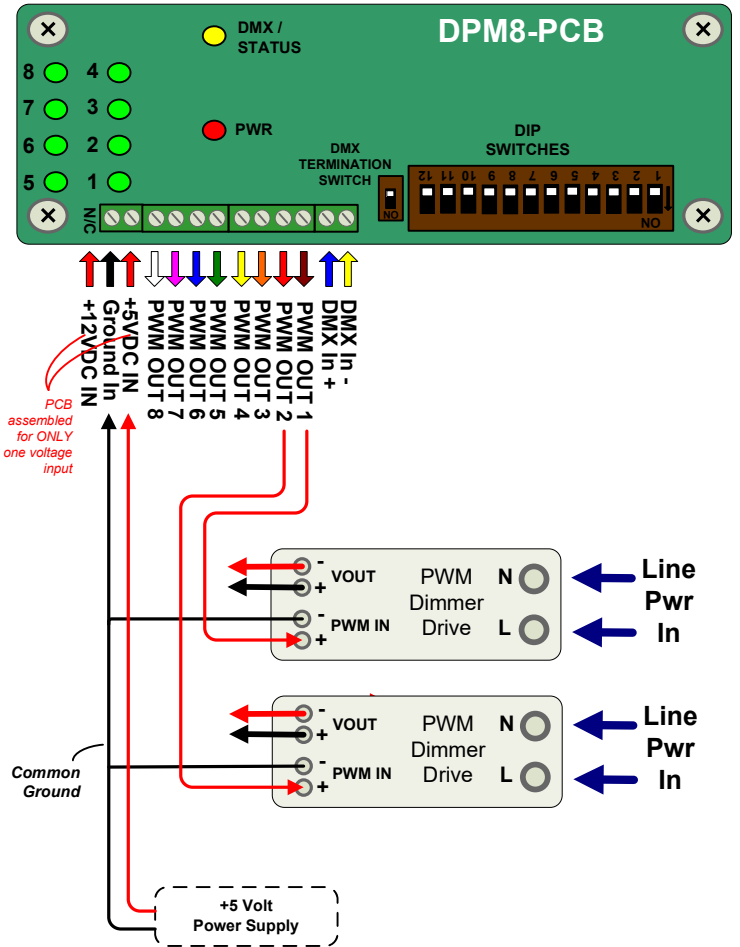 DPM8-PCB
DMX /
STATUS
8
4
7
3
6
2
5
1
PWR
DMX
TERMINATION
SWITCH
DIP
SWITCHES
12 11 10 9 8 7 6 5 4 3 2 1
NO
NO
N/C
+12VDC IN
Ground In
+5VDC IN
PWM OUT 8
PWM OUT 7
PWM OUT 6
PWM OUT 5
PWM OUT 4
PWM OUT 3
PWM OUT 2
PWM OUT 1
DMX In +
DMX In -
PCB
assembled
for ONLY
one voltage
input
-
VOUT
+
-
PWM IN
+
PWM
Dimmer
Drive
N
L
Line
Pwr
In
-
VOUT
+
-
PWM IN
+
PWM
Dimmer
Drive
N
L
Line
Pwr
In
Common
Ground
+5 Volt
Power Supply